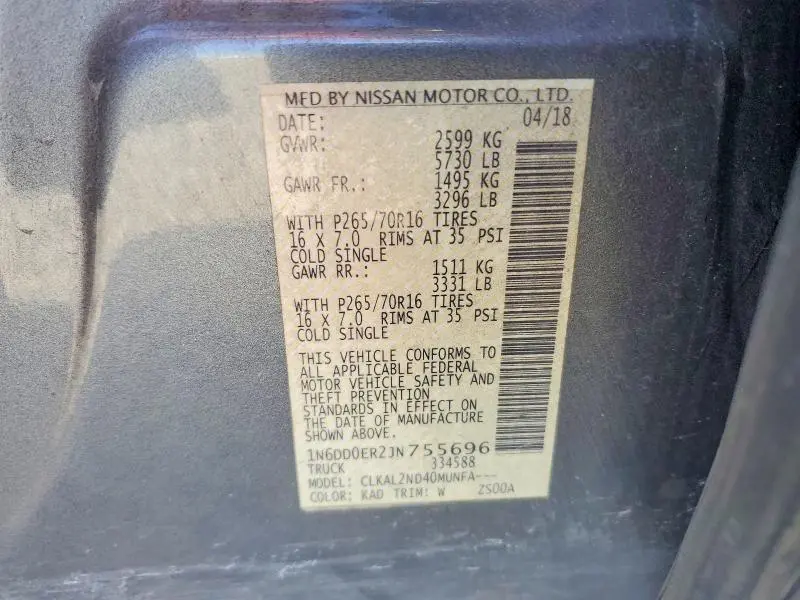 MFD BY NISSAN MOTOR CO., LTD.
DATE: 04/18
GVWR: 2599 KG
5730 LB
GAWR FR.: 1495 KG
3296 LB
WITH P265/70R16 TIRES
16 X 7.0 RIMS AT 35 PSI
COLD SINGLE
GAWR RR.: 1511 KG
3331 LB
WITH P265/70R16 TIRES
16 X 7.0 RIMS AT 35 PSI
COLD SINGLE
THIS VEHICLE CONFORMS TO
ALL APPLICABLE FEDERAL
MOTOR VEHICLE SAFETY AND
THEFT PREVENTION
STANDARDS IN EFFECT ON
THE DATE OF MANUFACTURE
SHOWN ABOVE.
1N6DD0ER2JN755696
TRUCK 334588
MODEL: CLKAL2ND40MUNFA---
COLOR: KAD TRIM: W ZS00A